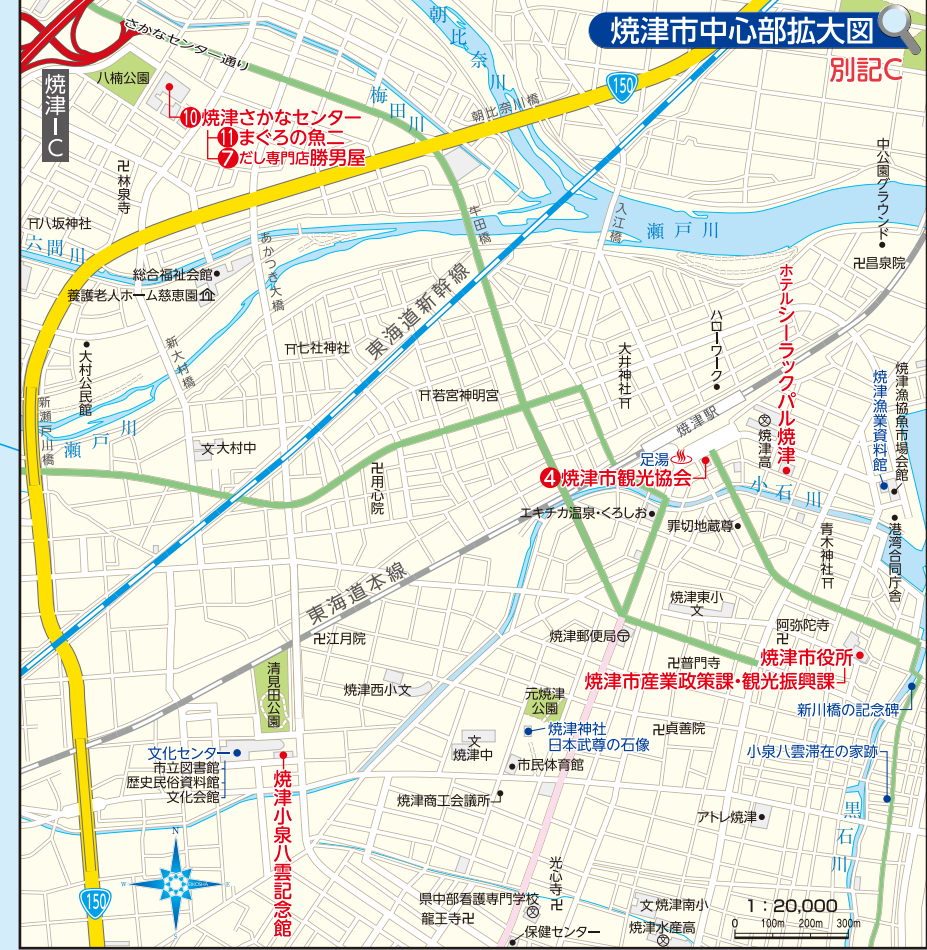 焼津市中心部拡大図
別記C
さかなセンター通り
焼津IC
八楠公園
⑩焼津さかなセンター
⑪まぐろの魚二
⑦だし専門店勝男屋
朝比奈川
梅田川
朝比奈川橋
150
林泉寺
八坂神社
六間川
総合福祉会館
養護老人ホーム慈恵園
あかつき大橋
牛田橋
入江橋
瀬戸川
中公園グラウンド
昌泉院
東海道新幹線
新大村橋
大村公民館
新瀬戸川橋
瀬戸川
七社神社
若宮神明宮
大井神社
ハローワーク
ホテルシーラックパル焼津
焼津駅
文
焼津高
焼津漁業資料館
焼津漁協魚市場会館
文大村中
用心院
足湯
④焼津市観光協会
小石川
エキチカ温泉・くろしお
罪切地蔵尊
青木神社
港湾合同庁舎
東海道本線
焼津東小
文
阿弥陀寺
江月院
焼津郵便局
普門寺
焼津市役所
焼津市産業政策課・観光振興課
清見田公園
焼津西小文
元焼津
公園
新川橋の記念碑
焼津神社
日本武尊の石像
貞善院
文
焼津中
市民体育館
小泉八雲滞在の家跡
文化センター
市立図書館
歴史民俗資料館
文化会館
焼津小泉八雲記念館
焼津商工会議所
アトレ焼津
黒石川
光心寺
N
W
E
150
県中部看護専門学校
文
龍王寺
保健センター
文焼津南小
焼津水産高
文
1：20,000
0 100m 200m 300m